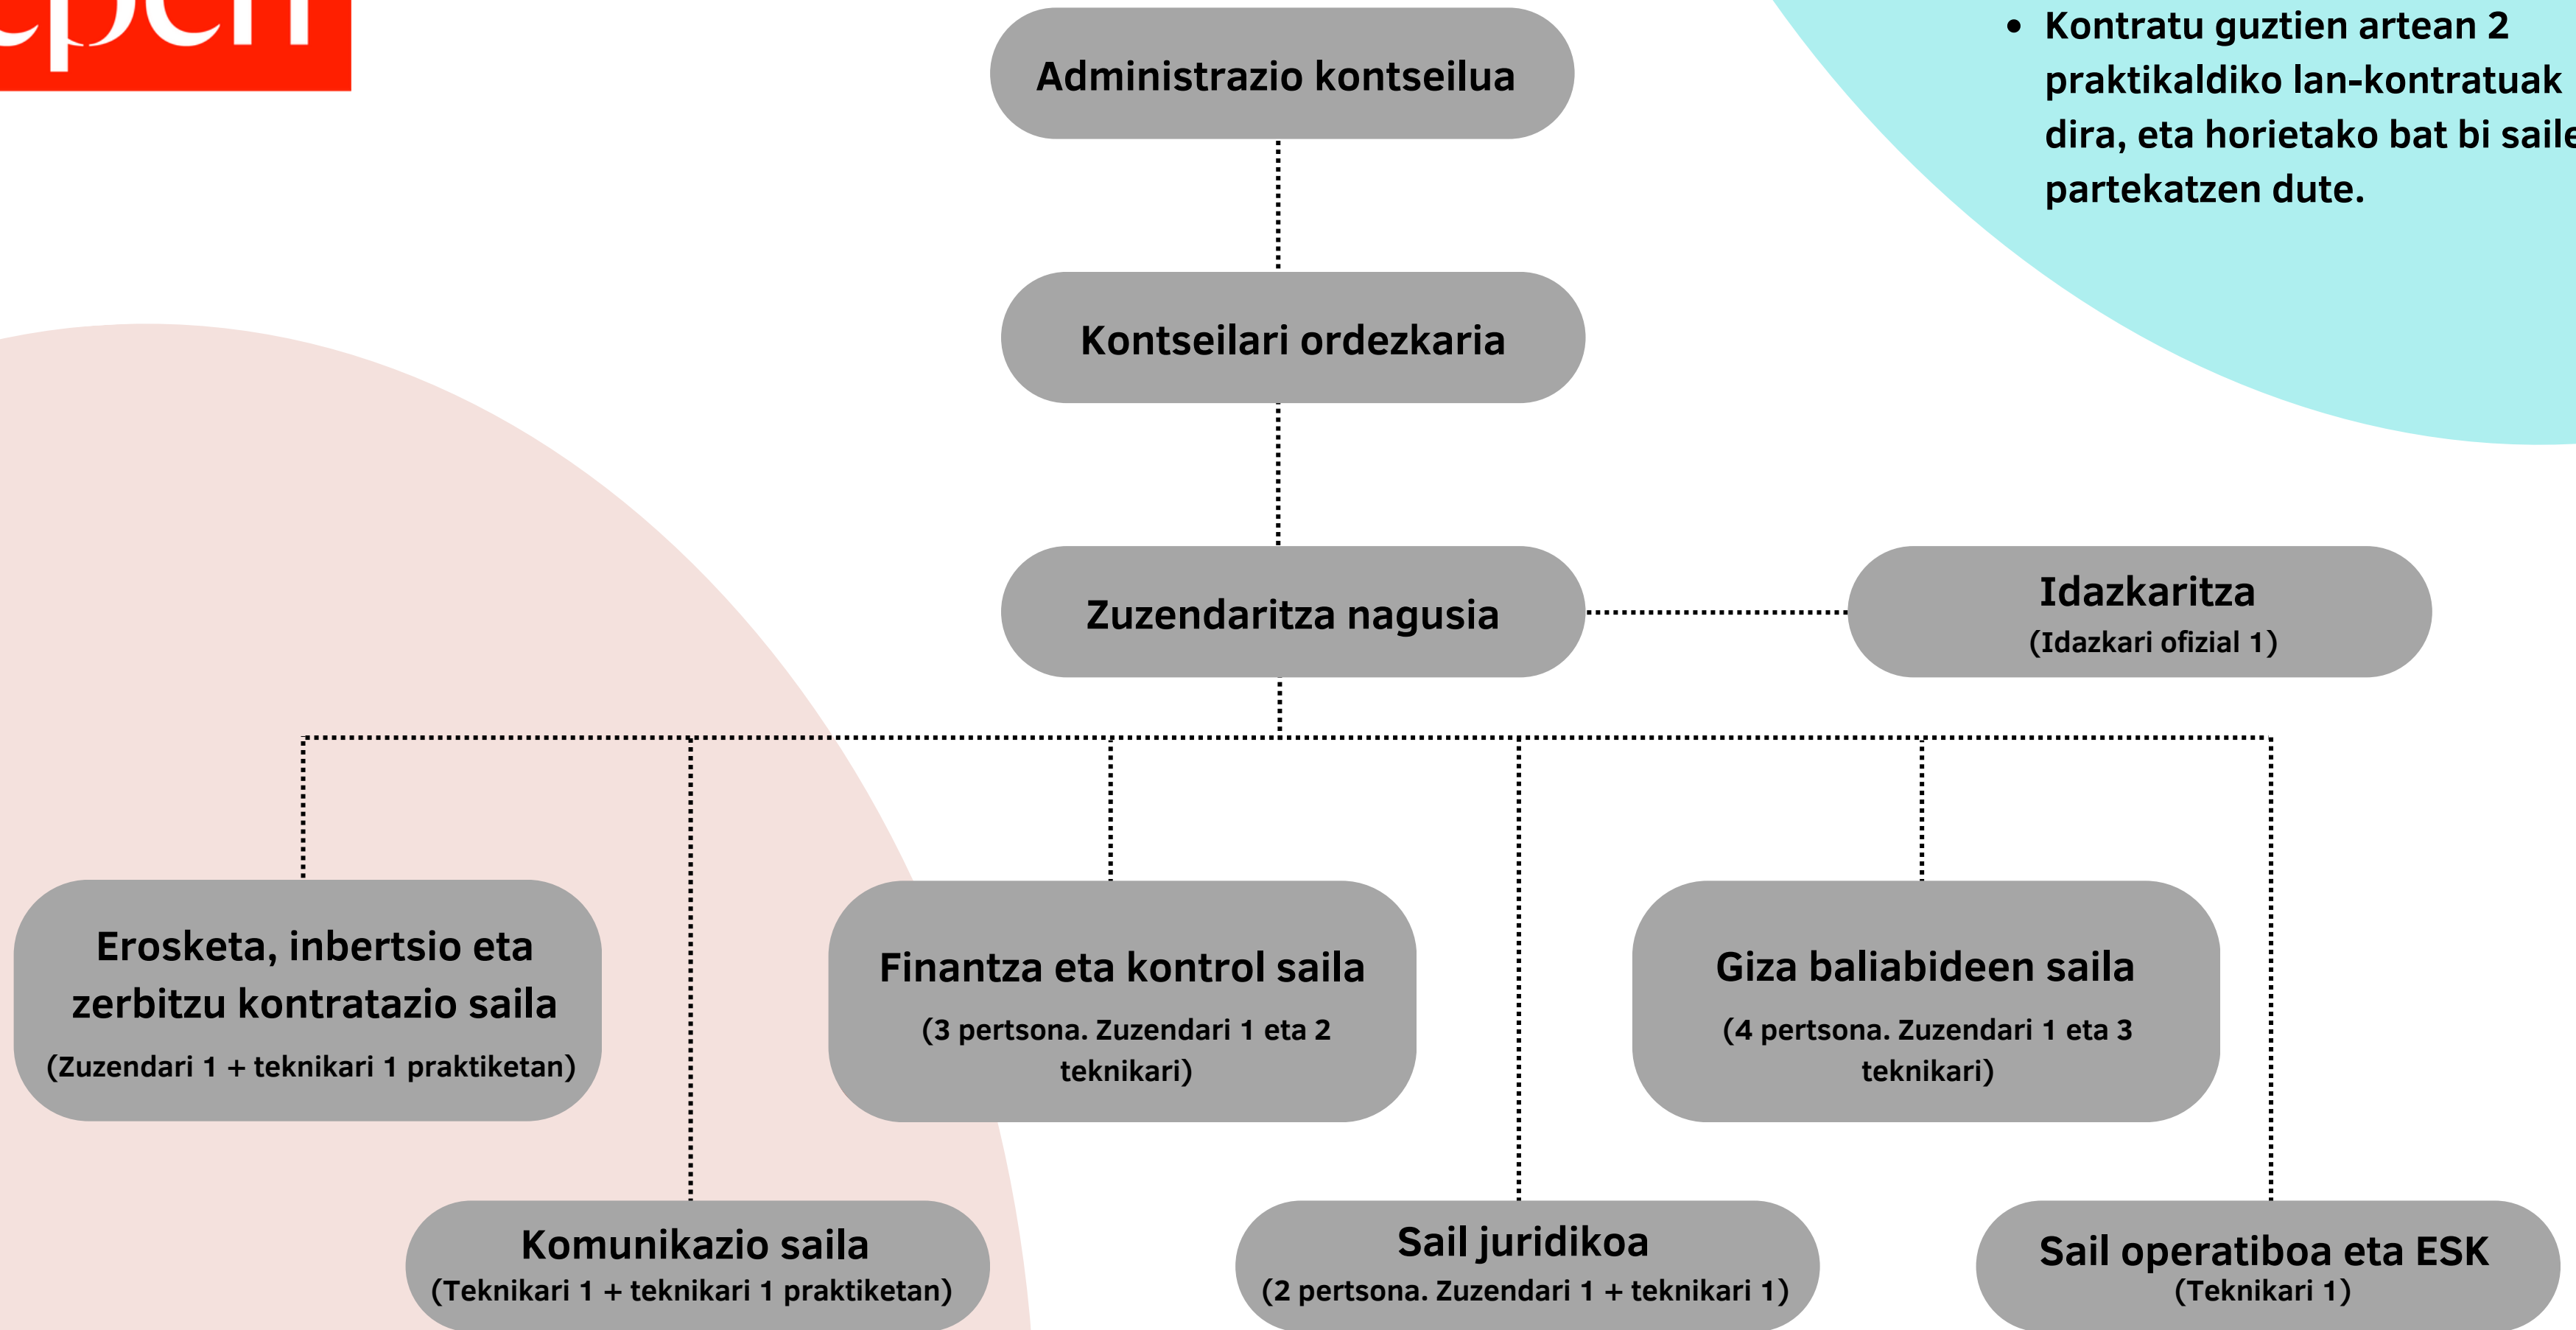 Administrazio kontseilua
• Kontratu guztien artean 2
praktikaldiko lan-kontratuak
dira, eta horietako bat bi
partekatzen dute.
Kontseilari ordezkaria
Zuzendaritza nagusia
Idazkaritza
(Idazkari ofizial 1)
Erosketa, inbertsio eta
zerbitzu kontratazio saila
(Zuzendari 1 + teknikari 1 praktiketan)
Finantza eta kontrol saila
(3 pertsona. Zuzendari 1 eta 2
teknikari)
Giza baliabideen saila
(4 pertsona. Zuzendari 1 eta 3
teknikari)
Komunikazio saila
(Teknikari 1 + teknikari 1 praktiketan)
Sail juridikoa
(2 pertsona. Zuzendari 1 + teknikari 1)
Sail operatiboa eta ESK
(Teknikari 1)